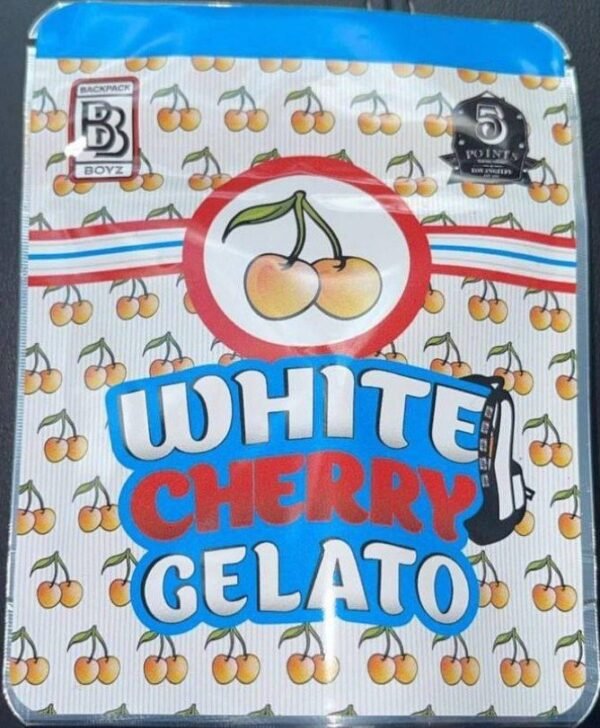 BACKPACK
BB
BOYZ
5
POINTS
LOS ANGELES
WHITE
CHERRY
GELATO